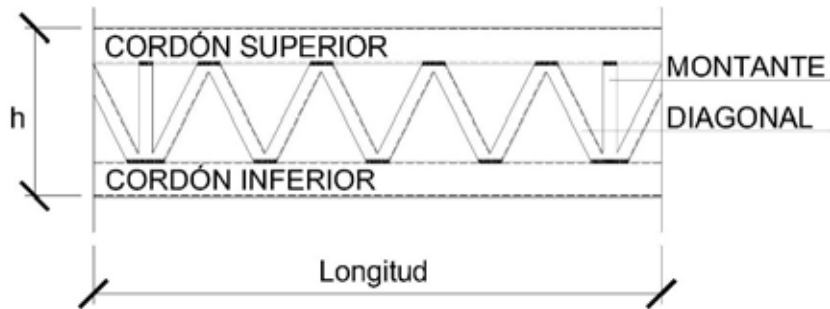 CORDÓN SUPERIOR
MONTANTE
h
DIAGONAL
CORDÓN INFERIOR
Longitud